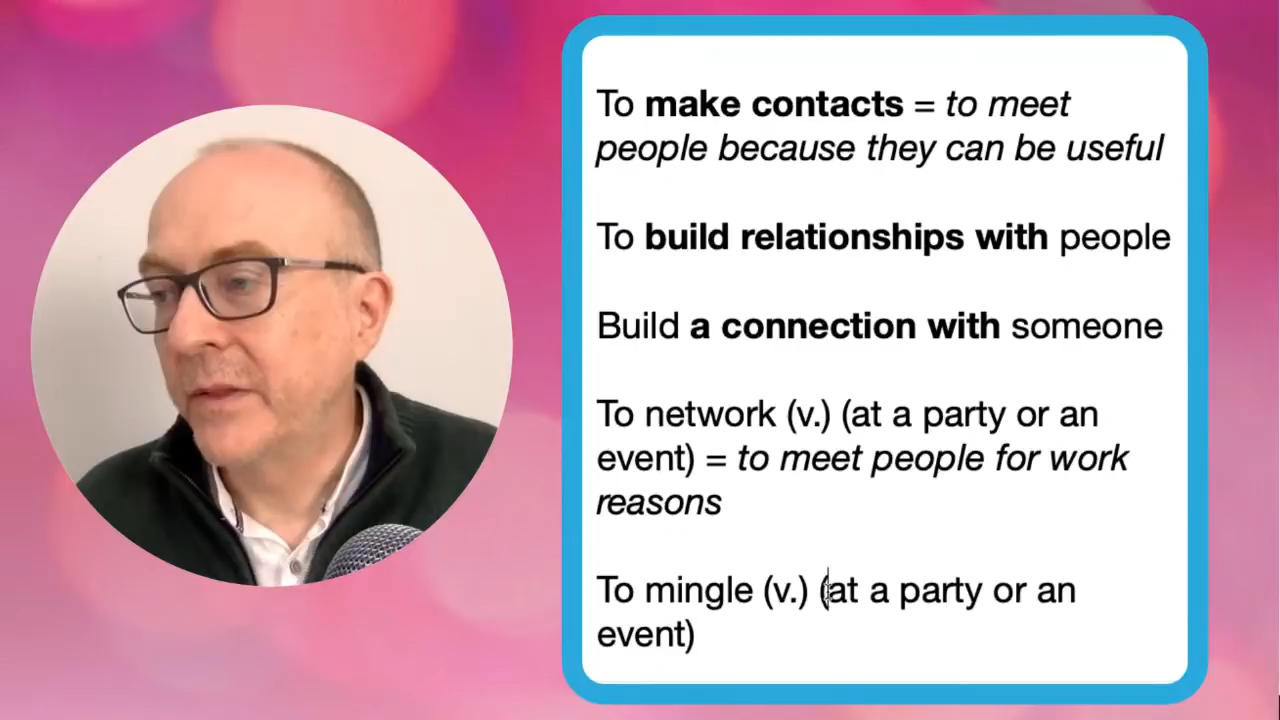 To make contacts = to meet
people because they can be useful
To build relationships with people
Build a connection with someone
To network (v.) (at a party or an
event) = to meet people for work
reasons
To mingle (v.) (at a party or an
event)